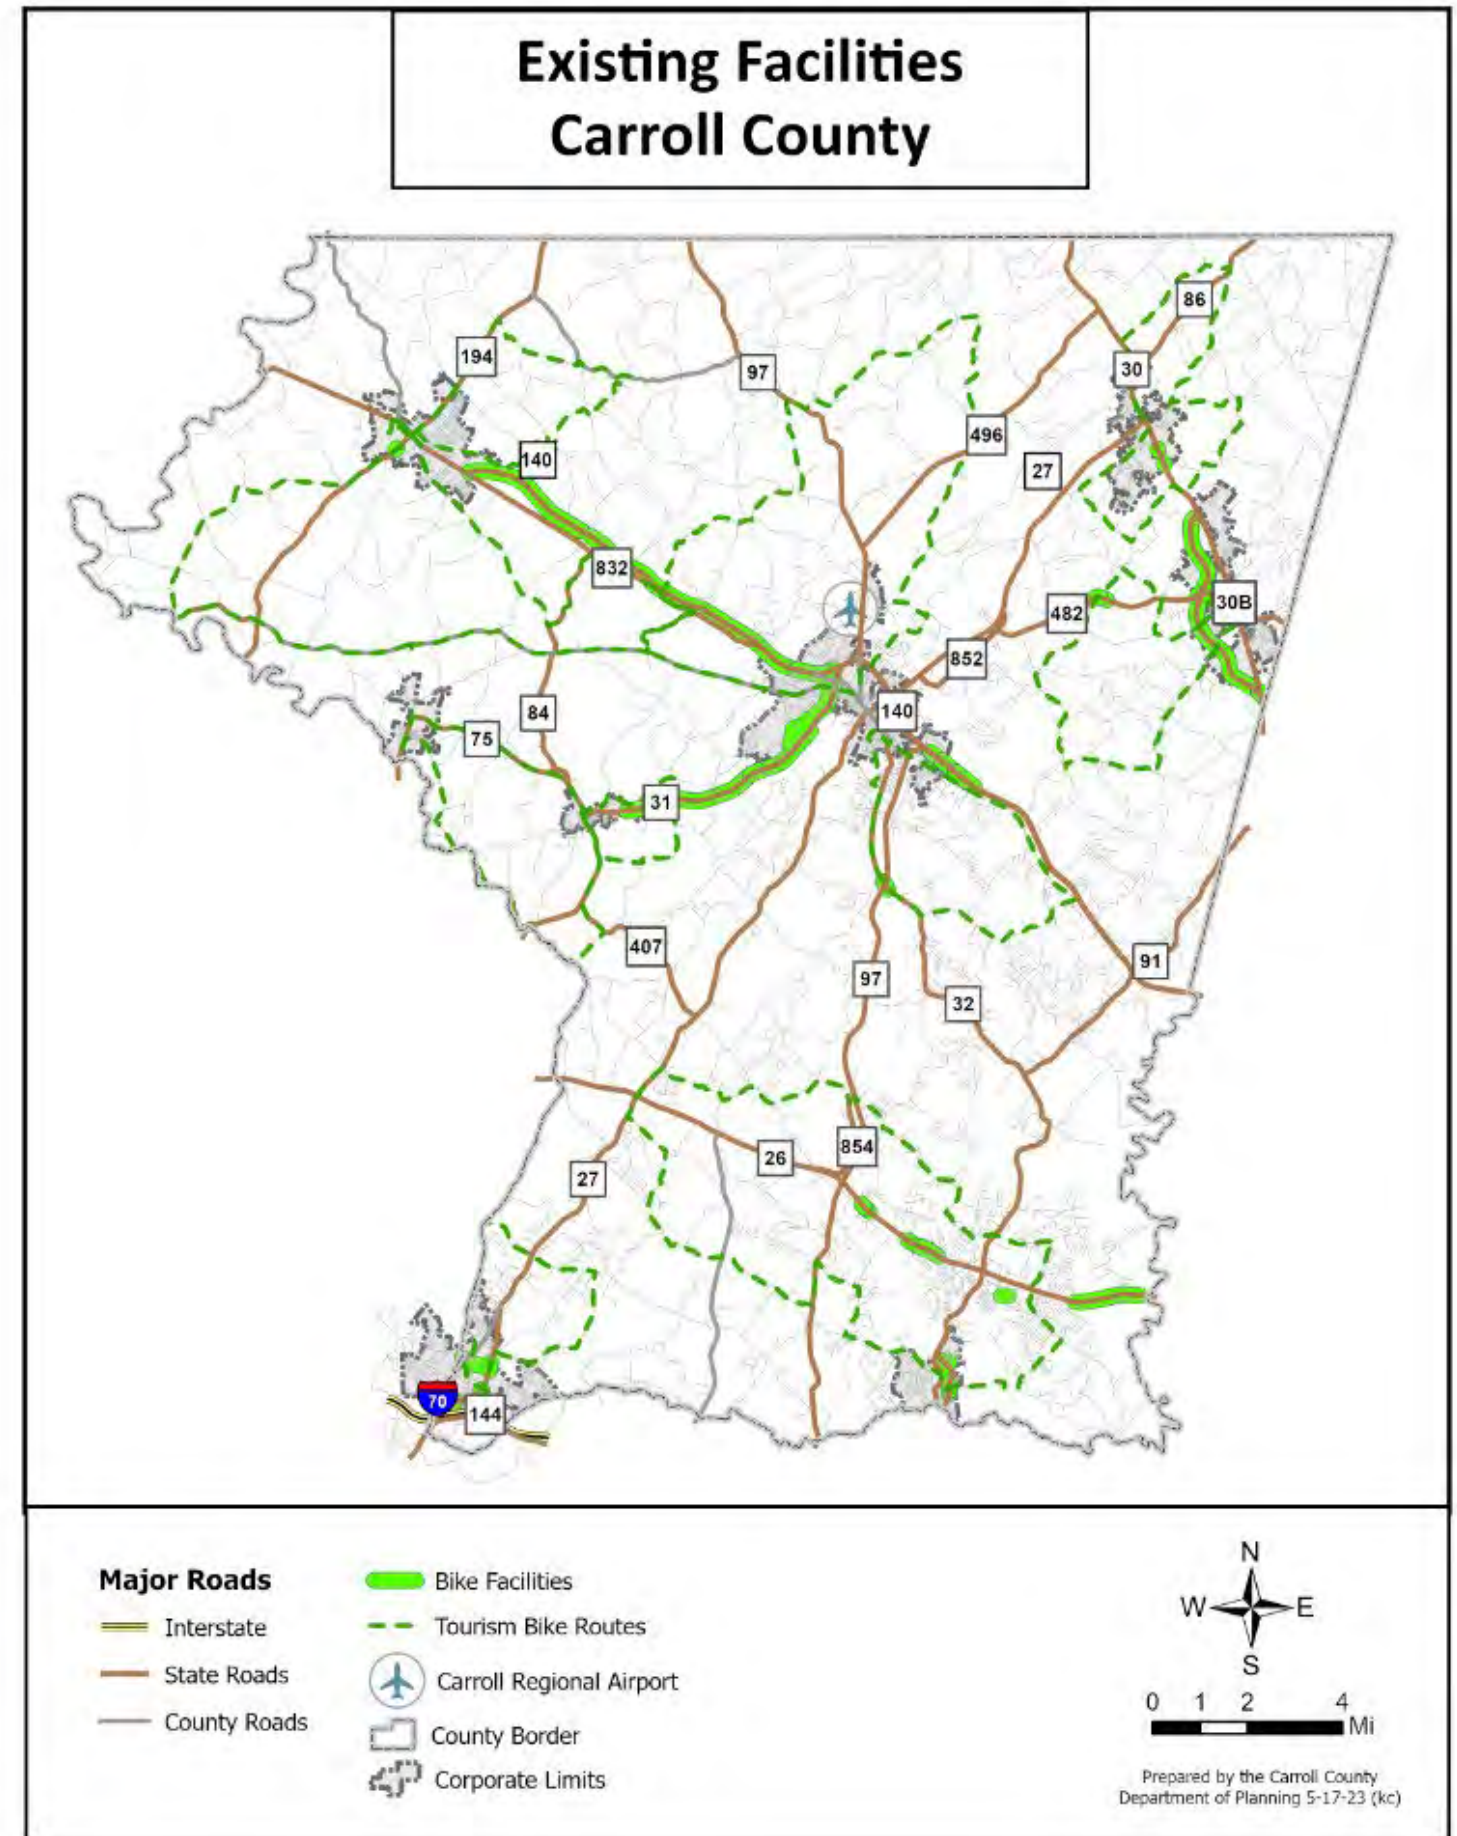 Existing Facilities
Carroll County
86
194
30
97
496
140
27
832
30B
482
852
140
84
75
31
407
91
97
32
854
26
27
70
144
Major Roads
Interstate
State Roads
County Roads
Bike Facilities
Tourism Bike Routes
Carroll Regional Airport
County Border
Corporate Limits
N
W E
S
0 1 2 4
Mi
Prepared by the Carroll County
Department of Planning 5-17-23 (kc)